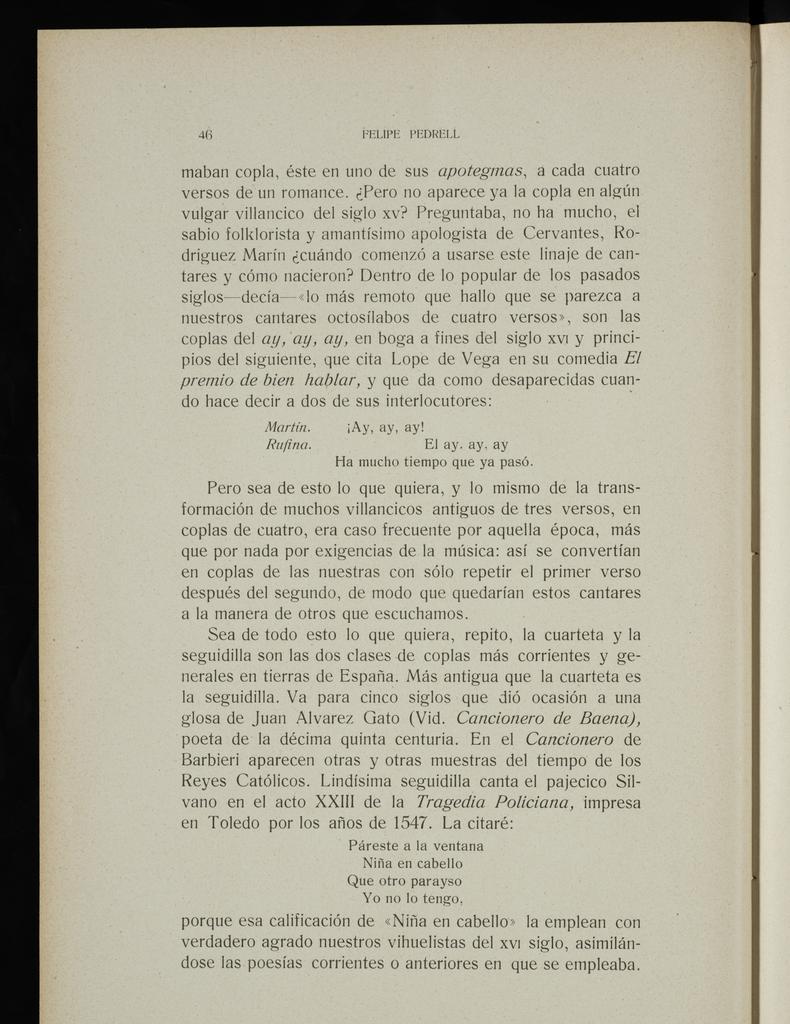 46 FELIPE PEDRELL
maban copla, éste en uno de sus apotegmas, a cada cuatro
versos de un romance. ¿Pero no aparece ya la copla en algún
vulgar villancico del siglo XV? Preguntaba, no ha mucho, el
sabio folklorista y amantísimo apologista de Cervantes, Ro-
dríguez Marín ¿cuándo comenzó a usarse este linaje de can-
tares y cómo nacieron? Dentro de lo popular de los pasados
siglos—decía—«lo más remoto que hallo que se parezca a
nuestros cantares octosílabos de cuatro versos», son las
coplas del ay, ay, ay, en boga a fines del siglo XVI y princi-
pios del siguiente, que cita Lope de Vega en su comedia El
premio de bien hablar, y que da como desaparecidas cuan-
do hace decir a dos de sus interlocutores:
Martín. ¡Ay, ay, ay!
Rufina. El ay. ay, ay
Ha mucho tiempo que ya pasó.
Pero sea de esto lo que quiera, y lo mismo de la trans-
formación de muchos villancicos antiguos de tres versos, en
coplas de cuatro, era caso frecuente por aquella época, más
que por nada por exigencias de la música: así se convertían
en coplas de las nuestras con sólo repetir el primer verso
después del segundo, de modo que quedarían estos cantares
a la manera de otros que escuchamos.
Sea de todo esto lo que quiera, repito, la cuarteta y la
seguidilla son las dos clases de coplas más corrientes y ge-
nerales en tierras de España. Más antigua que la cuarteta es
la seguidilla. Va para cinco siglos que dió ocasión a una
glosa de Juan Alvarez Gato (Vid. Cancionero de Baena),
poeta de la décima quinta centuria. En el Cancionero de
Barbieri aparecen otras y otras muestras del tiempo de los
Reyes Católicos. Lindísima seguidilla canta el pajecico Sil-
vano en el acto XXIII de la Tragedia Policiana, impresa
en Toledo por los años de 1547. La citaré:
Páreste a la ventana
Niña en cabello
Que otro parayso
Yo no lo tengo,
porque esa calificación de «Niña en cabello» la emplean con
verdadero agrado nuestros vihuelistas del XVI siglo, asimilán-
dose las poesías corrientes o anteriores en que se empleaba.